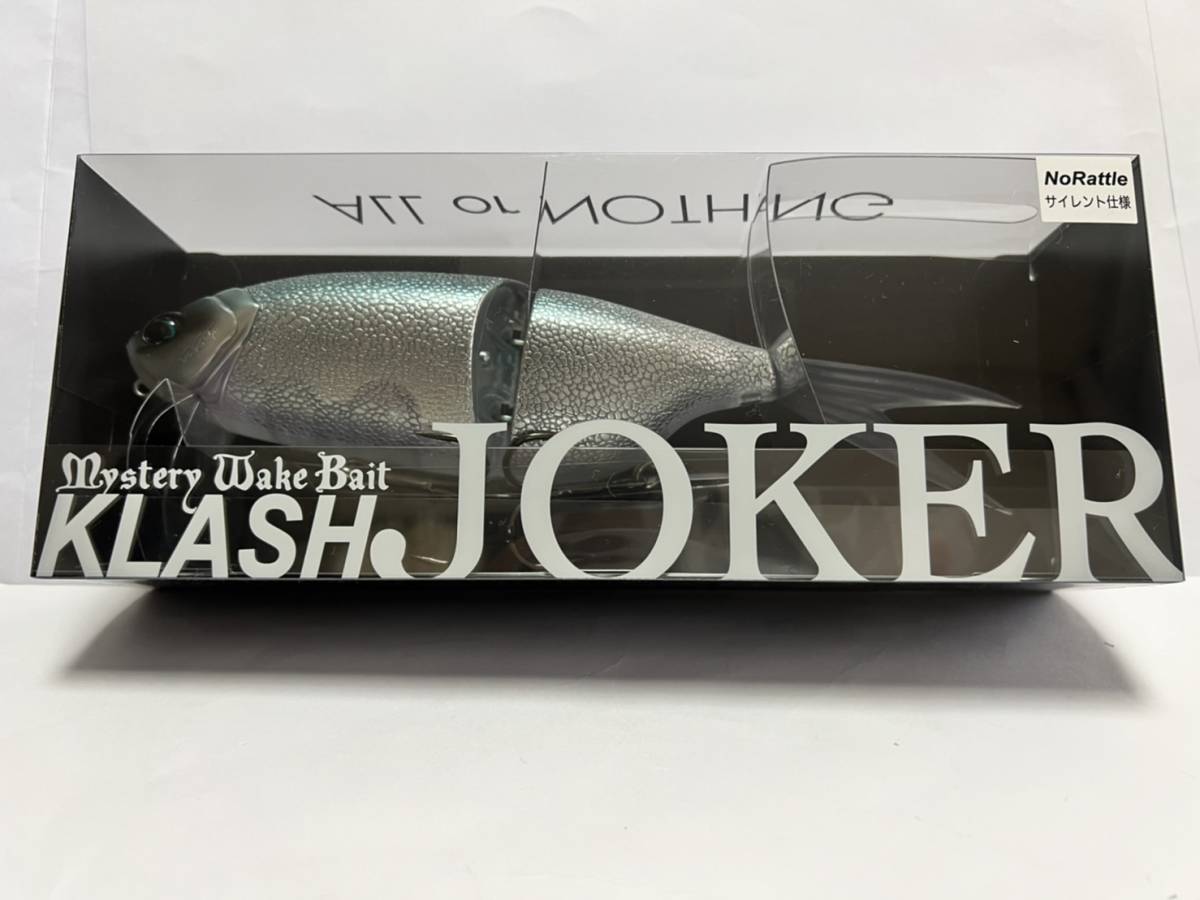 ALL or NOTHING
NoRattle
サイレント仕様
Mystery Wake Bait
KLASH JOKER